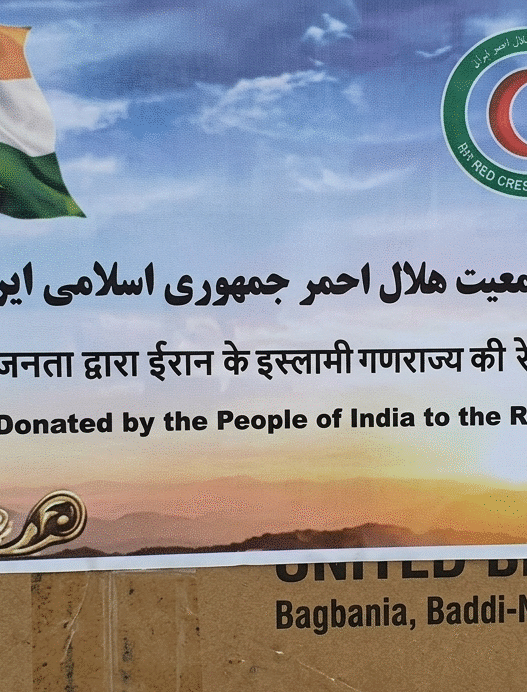 هلال احمر جمهوری اسلامی
जनता द्वारा ईरान के इस्लामी गणराज्य की
Donated by the People of India to the
RED
UNITED
Bagbania, Baddi-